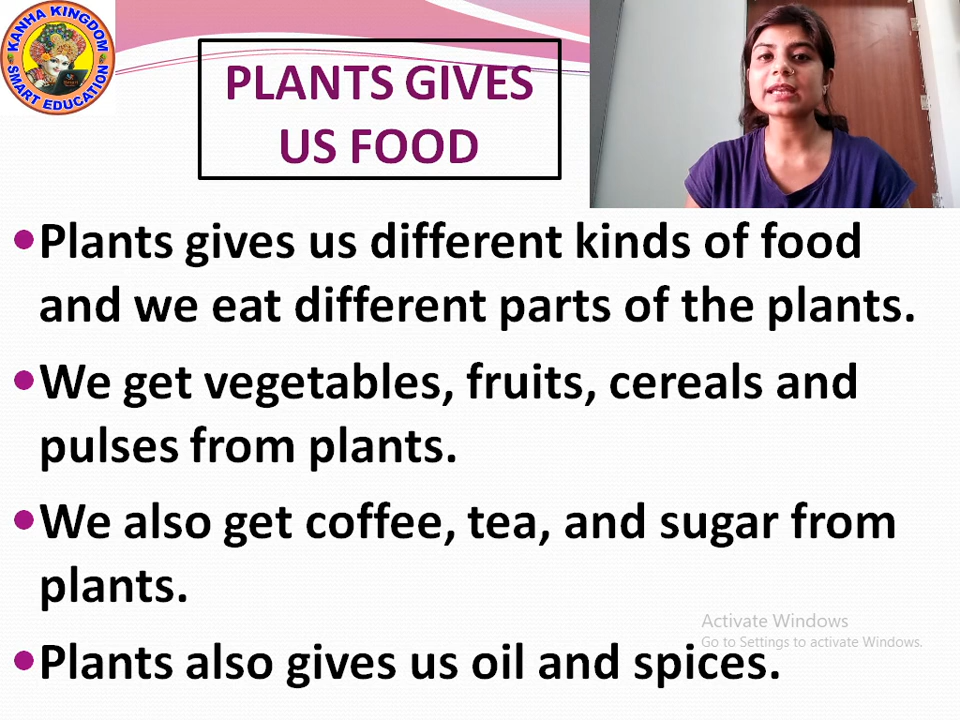 KANHA KINGDOM
SMART EDUCATION
PLANTS GIVES
US FOOD
Plants gives us different kinds of food
and we eat different parts of the plants.
We get vegetables, fruits, cereals and
pulses from plants.
We also get coffee, tea, and sugar from
plants.
Activate Windows
Go to Settings to activate Windows.
Plants also gives us oil and spices.